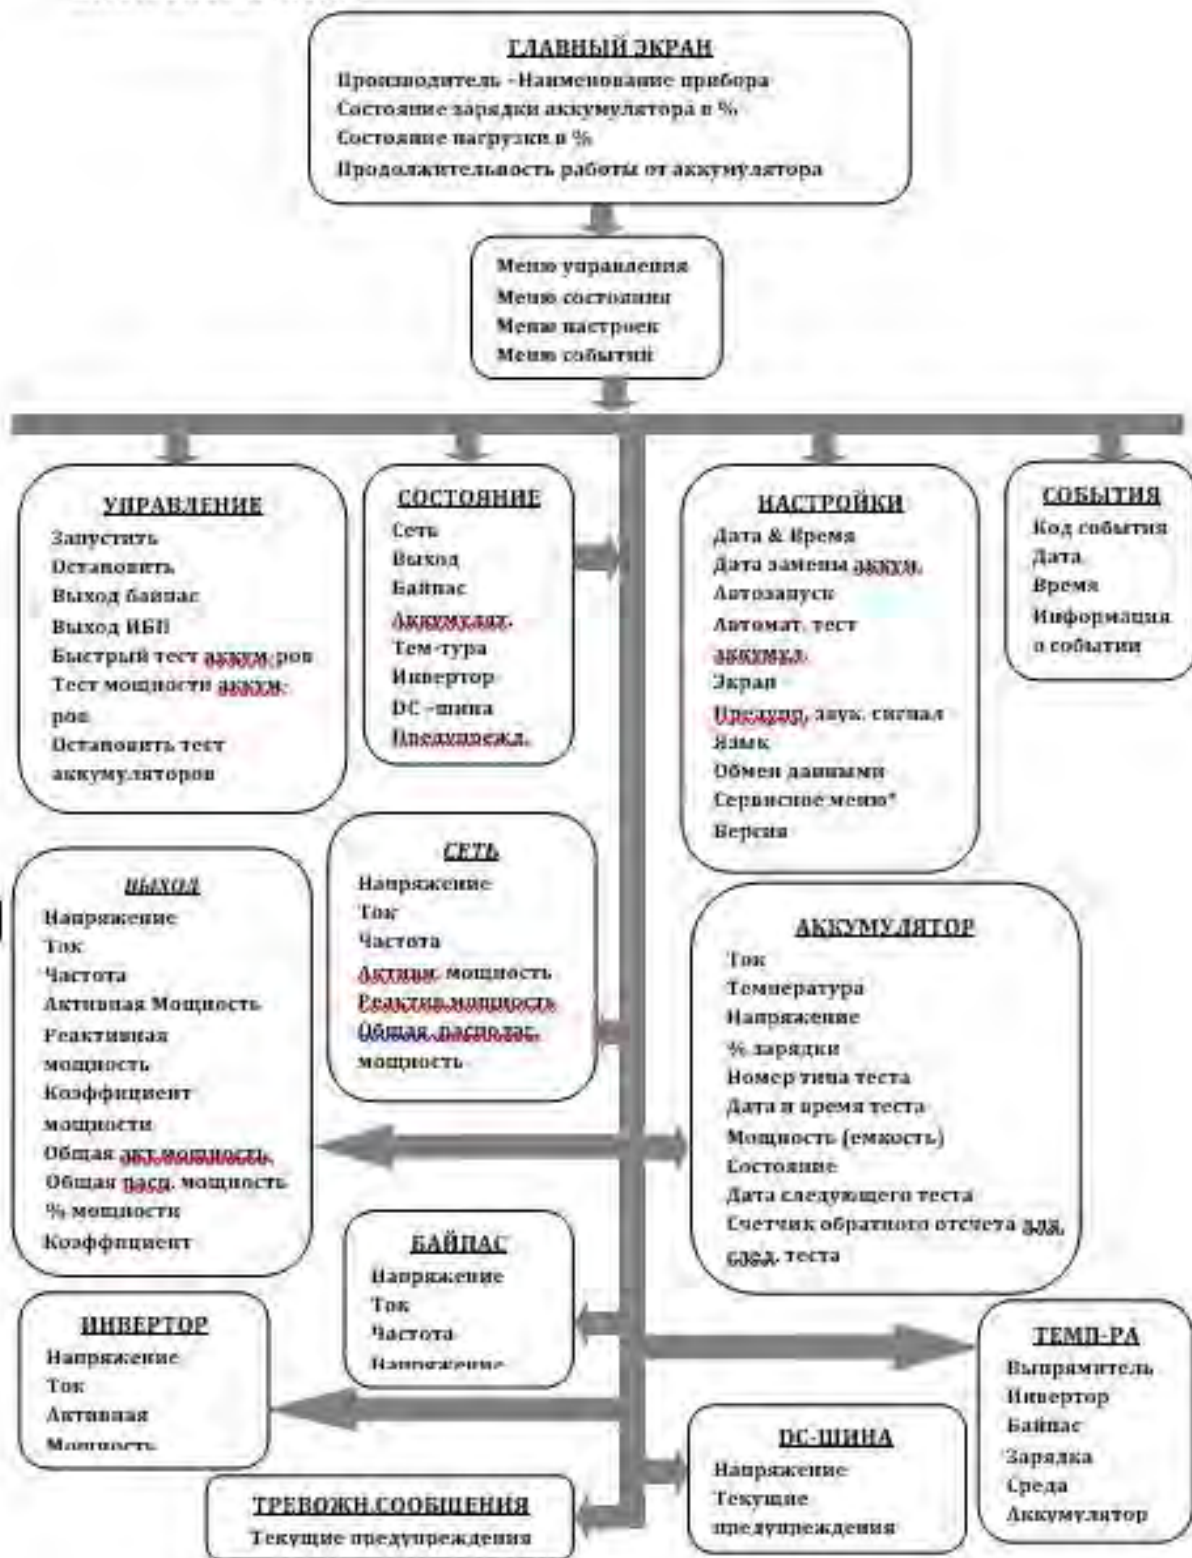 ГЛАВНЫЙ ЭКРАН
Производитель –Наименование прибора
Состояние зарядки аккумулятора в %
Состояние нагрузки в %
Продолжительность работы от аккумулятора
Меню управления
Меню состояния
Меню настроек
Меню событий
УПРАВЛЕНИЕ
Запустить
Остановить
Выход байпас
Выход ИБП
Быстрый тест аккум-ров
Тест мощности аккум-
ров
Остановить тест
аккумуляторов
СОСТОЯНИЕ
Сеть
Выход
Байпас
Аккумулят.
Тем-тура
Инвертор
DC –шина
Предупрежд.
НАСТРОЙКИ
Дата & Время
Дата замены аккум.
Автозапуск
Автомат. тест
аккумул.
Экран
Предупр. звук. сигнал
Язык
Обмен данными
Сервисное меню*
Версия
СОБЫТИЯ
Код события
Дата
Время
Информация
о событии
ВЫХОД
Напряжение
Ток
Частота
Активная Мощность
Реактивная
мощность
Коэффициент
мощности
Общая акт.мощность
Общая расп. мощность
% мощности
Коэффициент
СЕТЬ
Напряжение
Ток
Частота
Активн. мощность
Реактив.мощность
Общая располаг.
мощность
АККУМУЛЯТОР
Ток
Температура
Напряжение
% зарядки
Номер типа теста
Дата и время теста
Мощность (емкость)
Состояние
Дата следующего теста
Счетчик обратного отсчета для
след. теста
БАЙПАС
Напряжение
Ток
Частота
Напряжение
ИНВЕРТОР
Напряжение
Ток
Активная
Мощность
ТЕМП-РА
Выпрямитель
Инвертор
Байпас
Зарядка
Среда
Аккумулятор
DC-ШИНА
Напряжение
Текущие
предупреждения
ТРЕВОЖН.СООБЩЕНИЯ
Текущие предупреждения